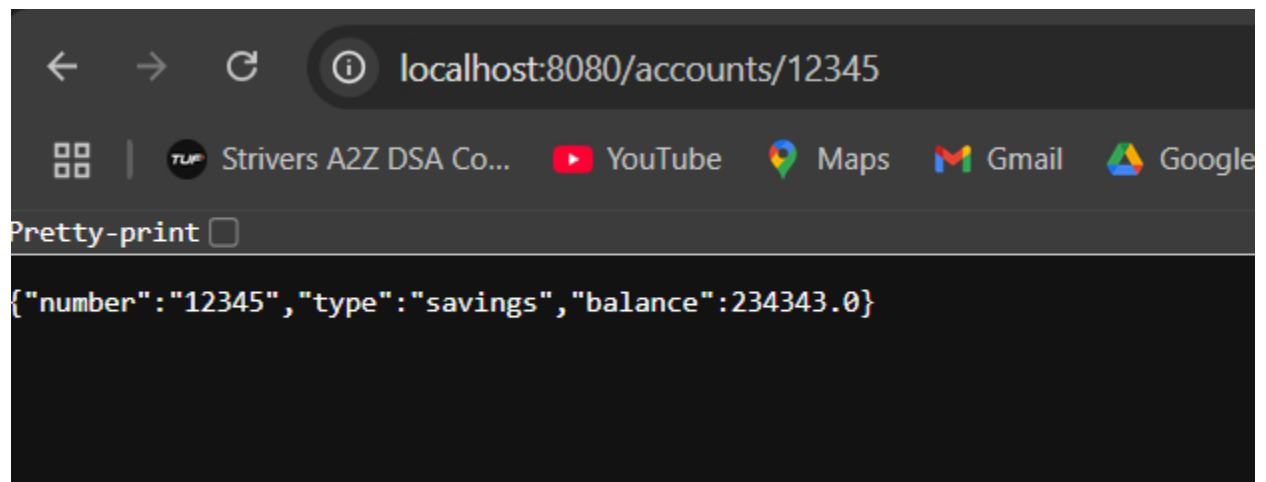 localhost:8080/accounts/12345
TUF Strivers A2Z DSA Co... YouTube Maps Gmail Google
Pretty-print
{"number":"12345","type":"savings","balance":234343.0}